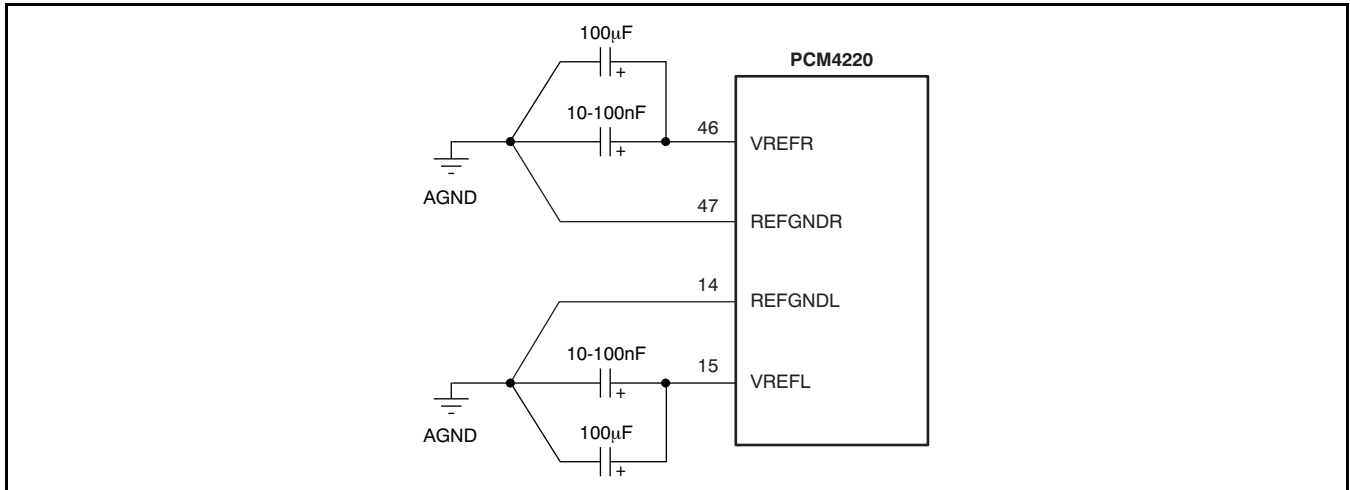 100μF
+
PCM4220
10-100nF
+
46
VREFR
AGND
47
REFGNDR
14
REFGNDL
10-100nF
+
15
VREFL
AGND
100μF
+